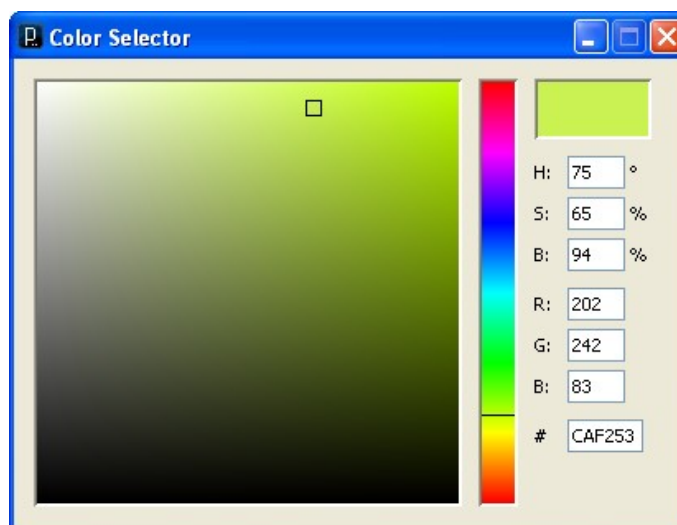 P.. Color Selector
H: 75 °
S: 65 %
B: 94 %
R: 202
G: 242
B: 83
# CAF253